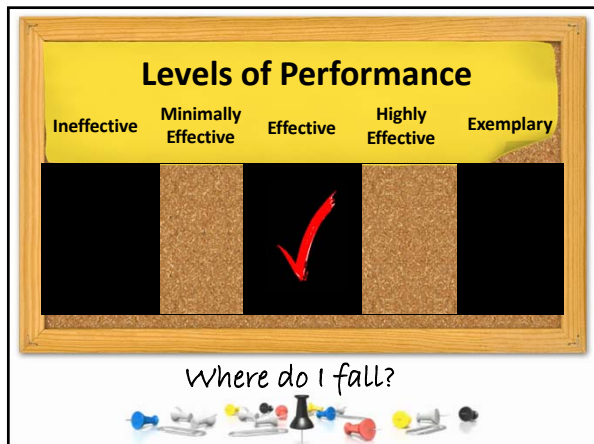 Levels of Performance
Ineffective
Minimally
Effective
Effective
Highly
Effective
Exemplary
Where do I fall?